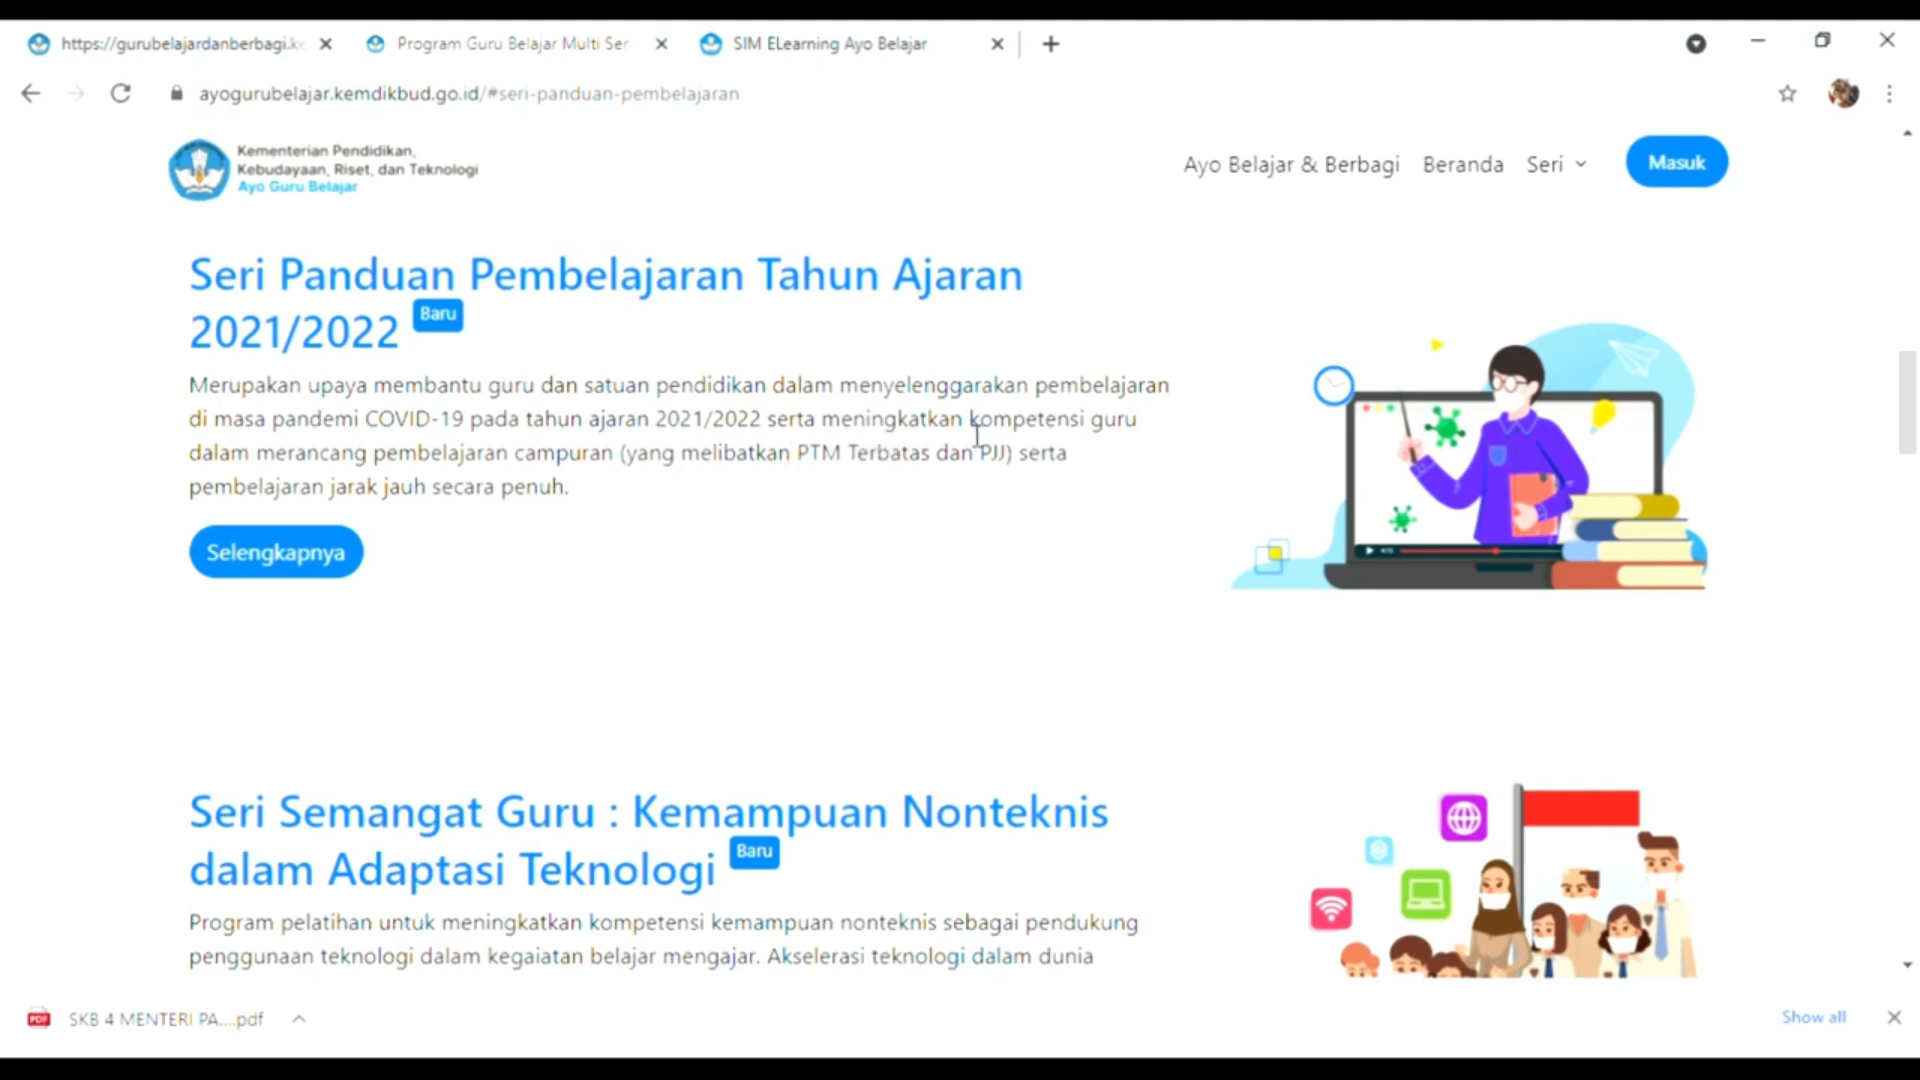 https://gurubelajardanberbagi.ke
Program Guru Belajar Multi Ser
SIM ELearning Ayo Belajar
ayogurubelajar.kemdikbud.go.id/#seri-panduan-pembelajaran
Kementerian Pendidikan,
Kebudayaan, Riset, dan Teknologi
Ayo Guru Belajar
Ayo Belajar & Berbagi
Beranda
Seri
Masuk
Seri Panduan Pembelajaran Tahun Ajaran
2021/2022 Baru
Merupakan upaya membantu guru dan satuan pendidikan dalam menyelenggarakan pembelajaran
di masa pandemi COVID-19 pada tahun ajaran 2021/2022 serta meningkatkan kompetensi guru
dalam merancang pembelajaran campuran (yang melibatkan PTM Terbatas dan PJJ) serta
pembelajaran jarak jauh secara penuh.
Selengkapnya
Seri Semangat Guru : Kemampuan Nonteknis
dalam Adaptasi Teknologi Baru
Program pelatihan untuk meningkatkan kompetensi kemampuan nonteknis sebagai pendukung
penggunaan teknologi dalam kegaiatan belajar mengajar. Akselerasi teknologi dalam dunia
PDF
SKB 4 MENTERI PA....pdf
Show all